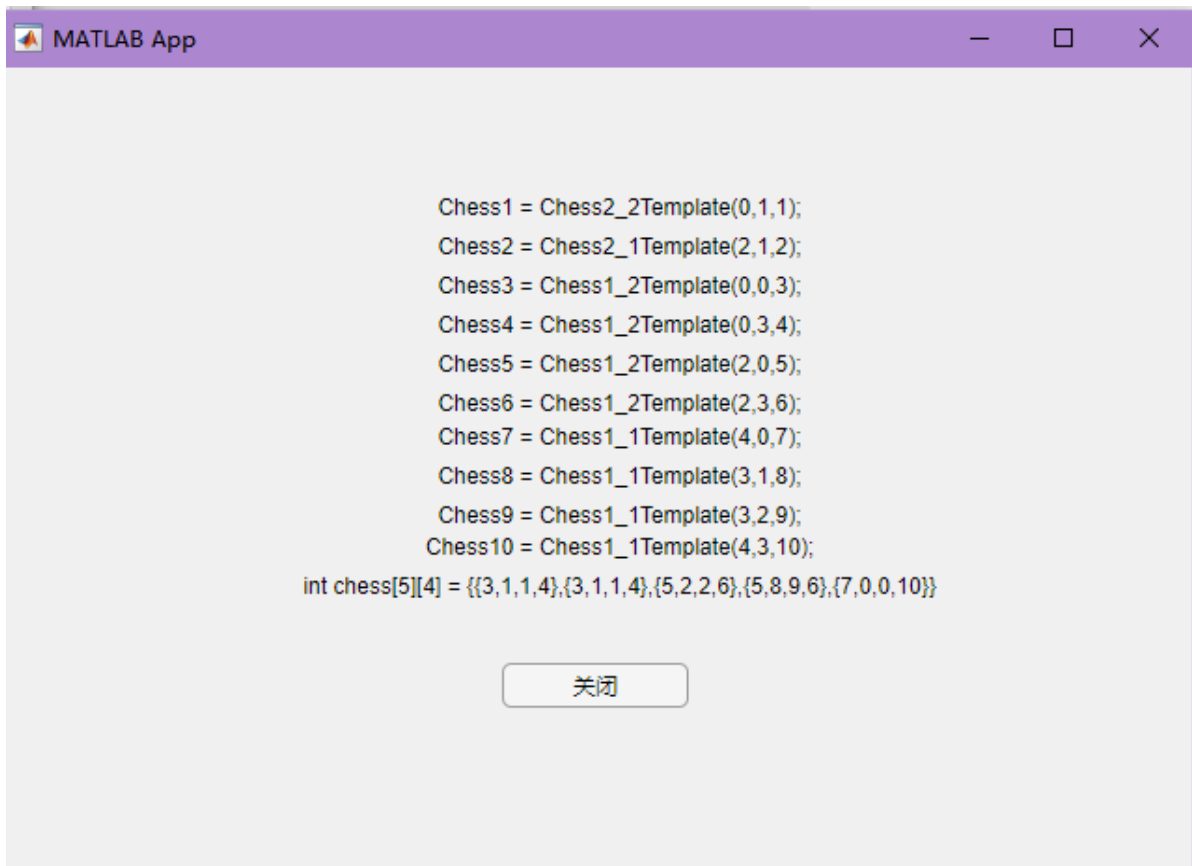 MATLAB App
Chess1 = Chess2_2Template(0,1,1);
Chess2 = Chess2_1Template(2,1,2);
Chess3 = Chess1_2Template(0,0,3);
Chess4 = Chess1_2Template(0,3,4);
Chess5 = Chess1_2Template(2,0,5);
Chess6 = Chess1_2Template(2,3,6);
Chess7 = Chess1_1Template(4,0,7);
Chess8 = Chess1_1Template(3,1,8);
Chess9 = Chess1_1Template(3,2,9);
Chess10 = Chess1_1Template(4,3,10);
int chess[5][4] = {{3,1,1,4},{3,1,1,4},{5,2,2,6},{5,8,9,6},{7,0,0,10}}
关闭